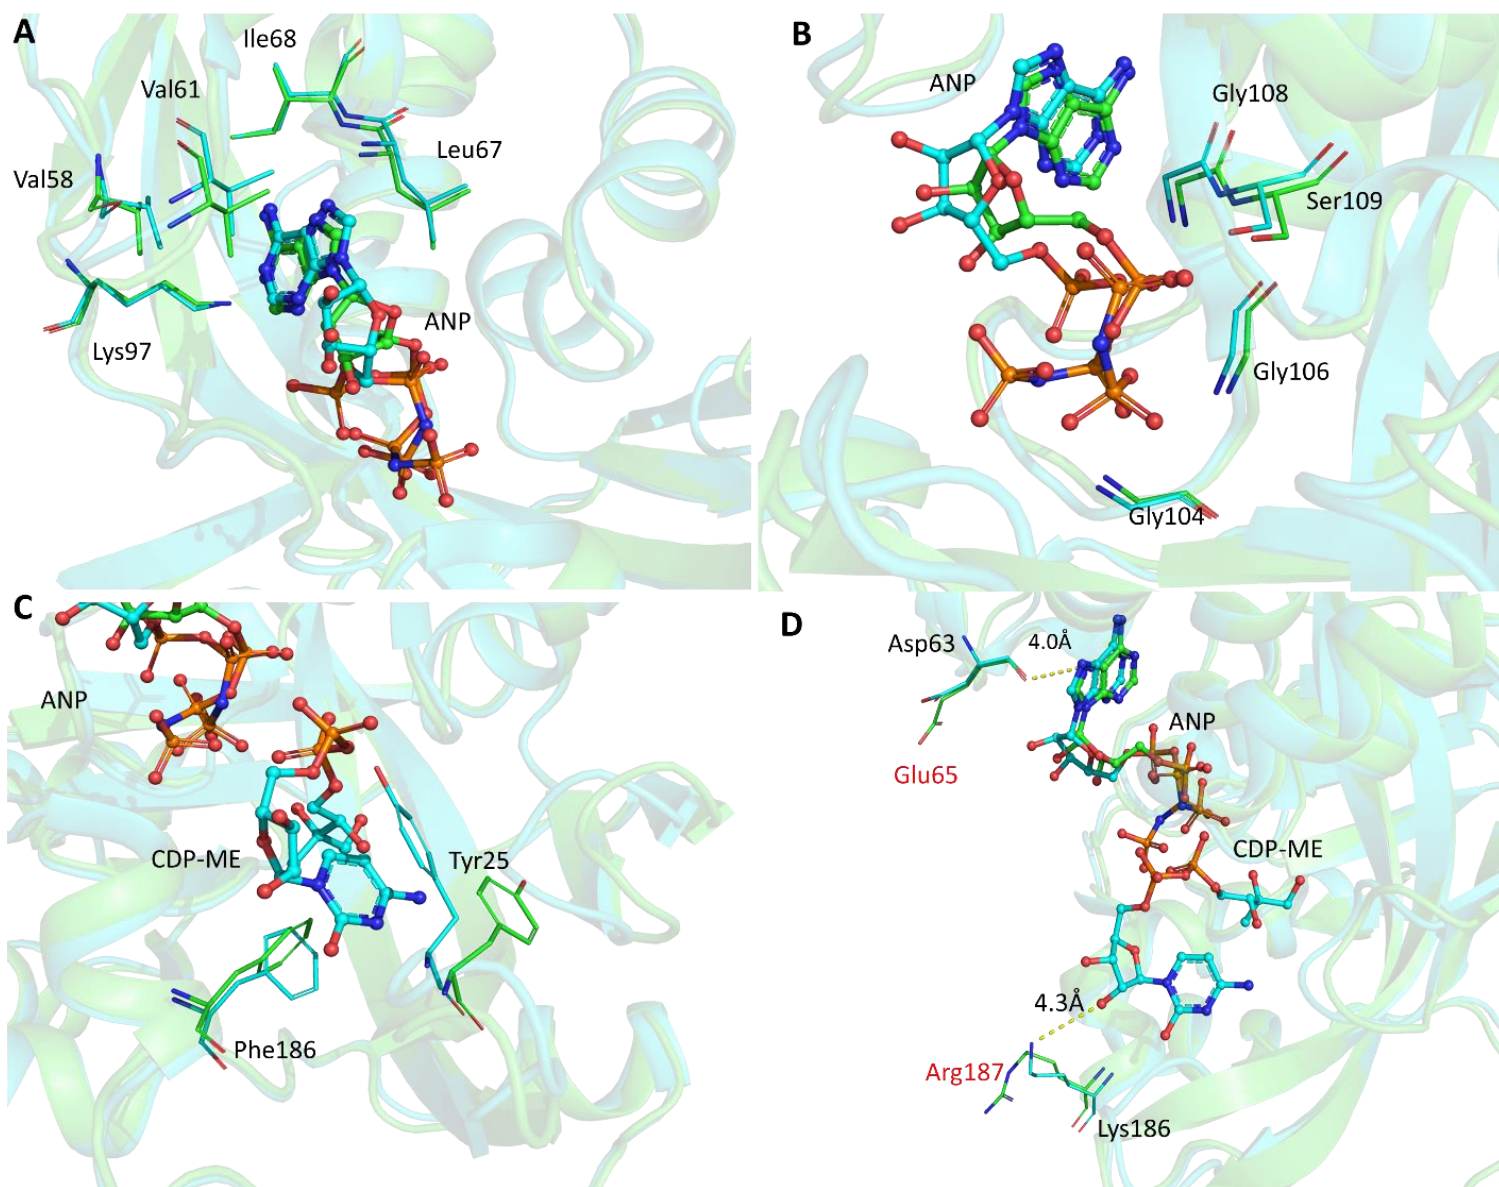 A
Ile68
Val61
Leu67
Val58
ANP
Lys97
B
ANP
Gly108
Ser109
Gly106
Gly104
C
ANP
CDP-ME
Tyr25
Phe186
D
Asp63
4.0Å
ANP
Glu65
CDP-ME
4.3Å
Arg187
Lys186